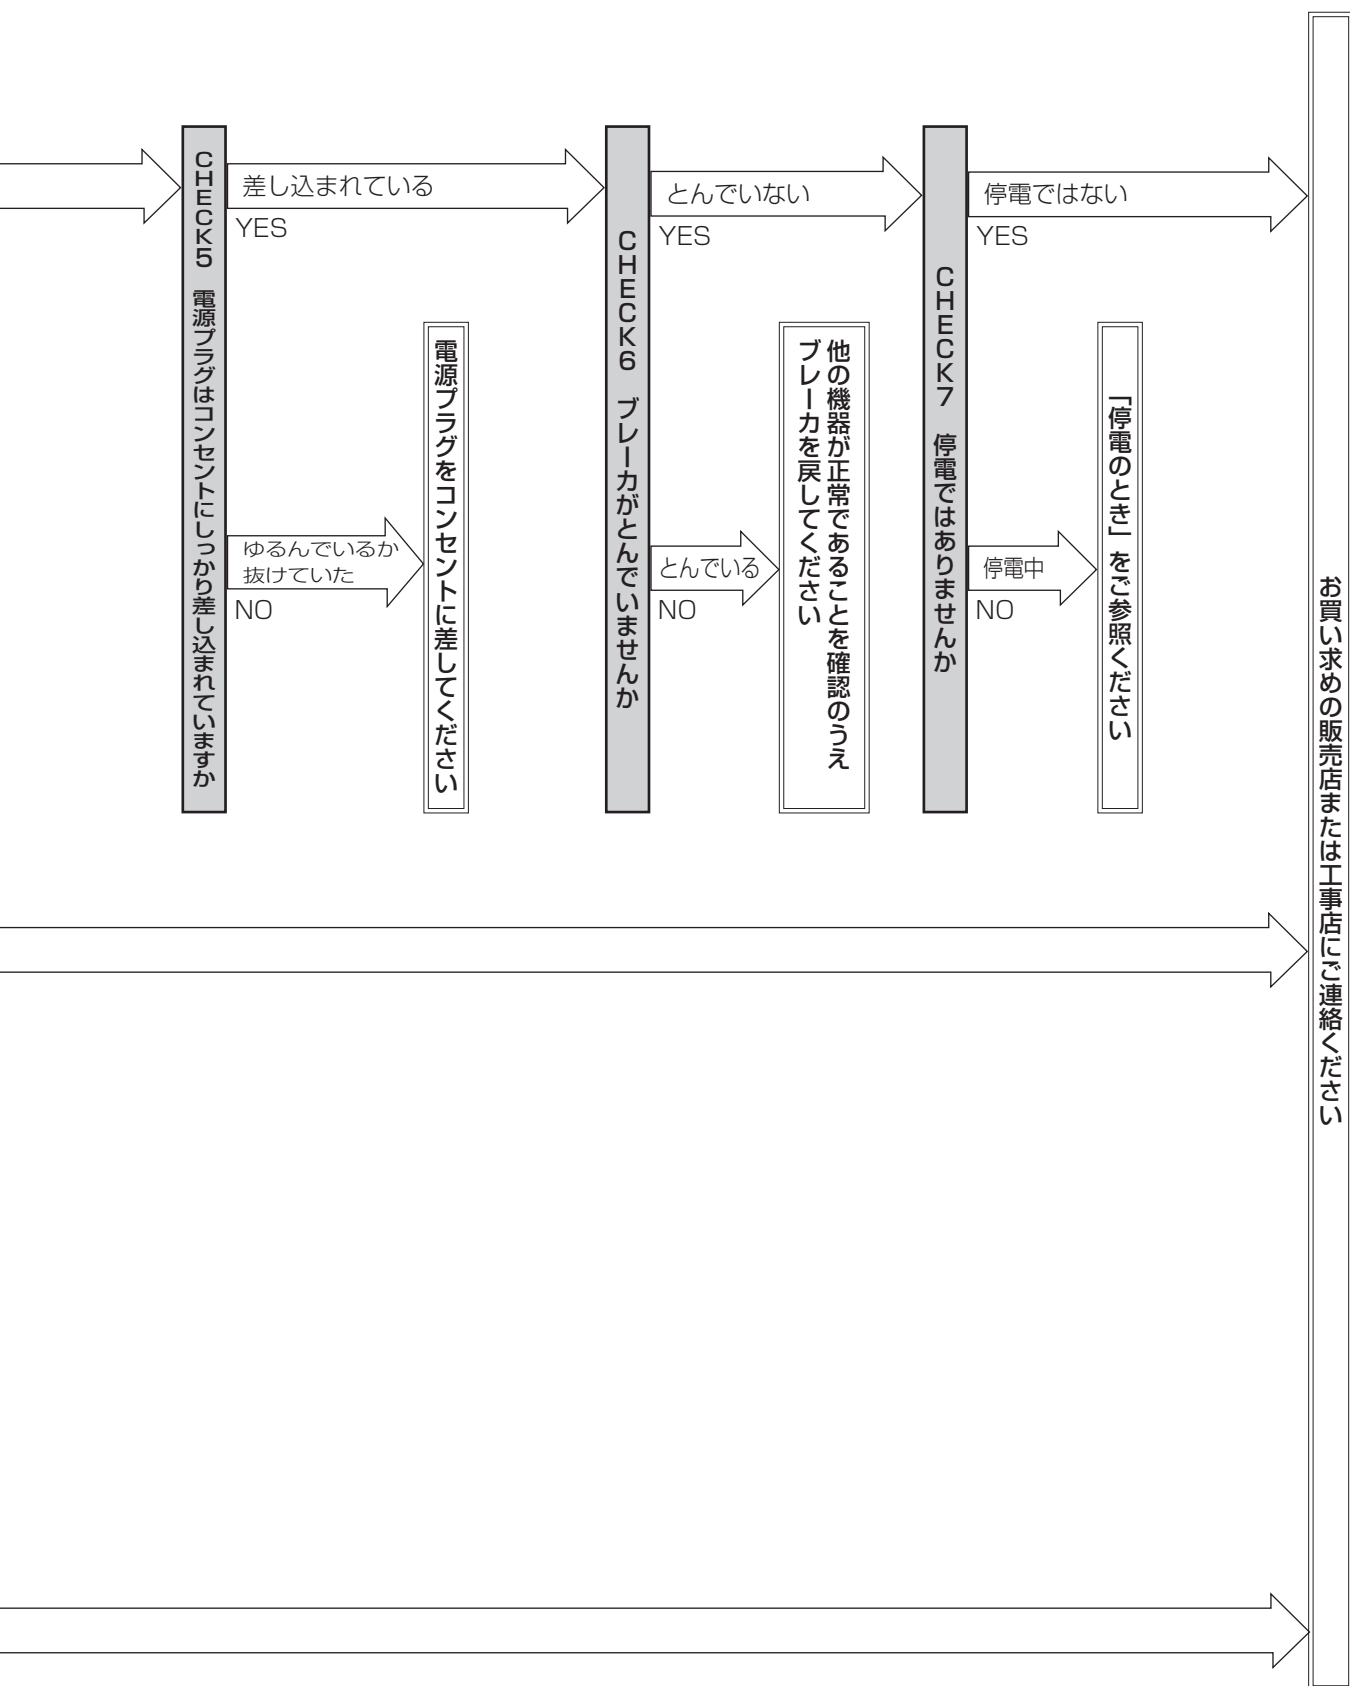 CHECK5 電源プラグはコンセントにしっかり差し込まれていますか
差し込まれている
YES
ゆるんでいるか
抜けていた
NO
電源プラグをコンセントに差してください
CHECK6 ブレーカがとんでいませんか
とんでいない
YES
とんでいる
NO
他の機器が正常であることを確認のうえ
ブレーカを戻してください
CHECK7 停電ではありませんか
停電ではない
YES
停電中
NO
「停電のとき」をご参照ください
お買い求めの販売店または工事店にご連絡ください